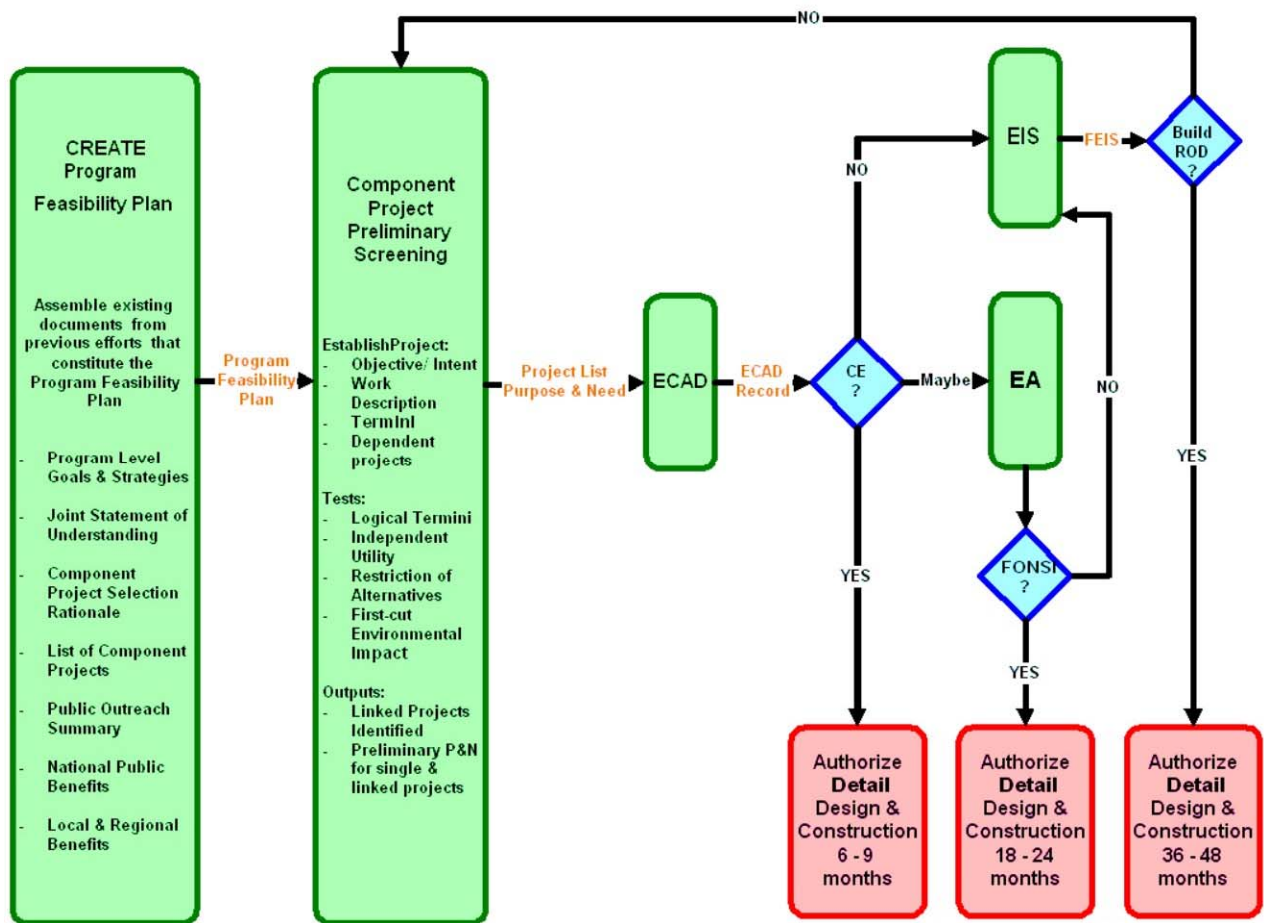 NO
CREATE
Program
Feasibility Plan
Assemble existing
documents from
previous efforts that
constitute the
Program Feasibility
Plan
- Program Level
Goals & Strategies
- Joint Statement of
Understanding
- Component
Project Selection
Rationale
- List of Component
Projects
- Public Outreach
Summary
- National Public
Benefits
- Local & Regional
Benefits
Program
Feasibility
Plan
Component
Project
Preliminary
Screening
EstablishProject:
- Objective/ Intent
- Work
Description
- TermInI
- Dependent
projects
Tests:
- Logical Termini
- Independent
Utility
- Restriction of
Alternatives
- First-cut
Environmental
Impact
Outputs:
- Linked Projects
Identified
- Preliminary P&N
for single &
linked projects
Project List
Purpose & Need
ECAD
ECAD
Record
CE
?
NO
Maybe
YES
EIS
FEIS
Build
ROD
?
EA
NO
FONSI
?
YES
YES
Authorize
Detail
Design &
Construction
6 - 9
months
Authorize
Detail
Design &
Construction
18 - 24
months
Authorize
Detail
Design &
Construction
36 - 48
months